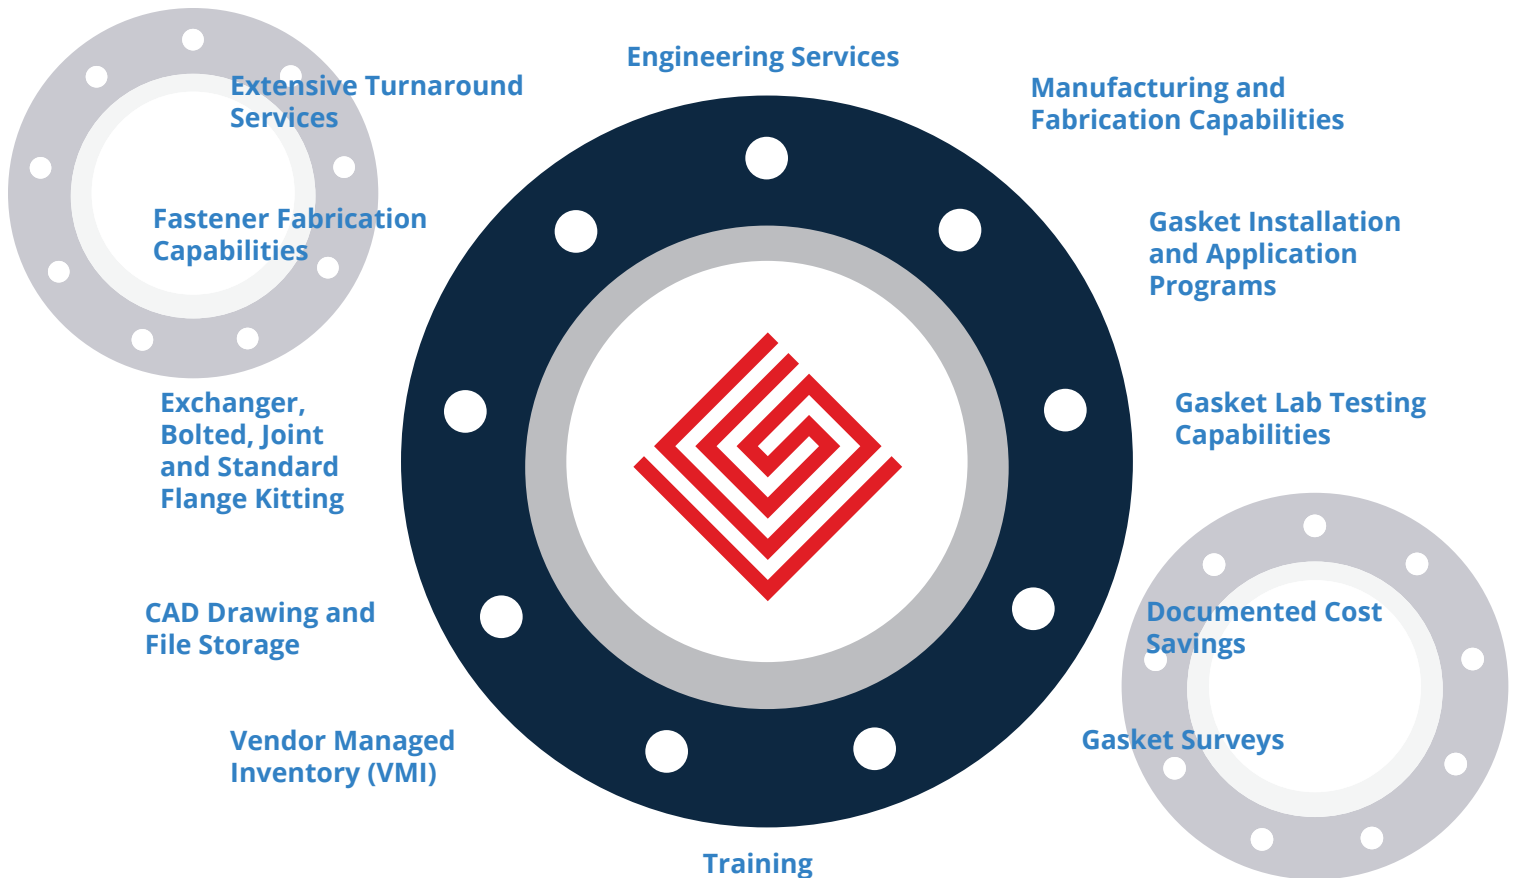 Engineering Services
Extensive Turnaround
Services
Manufacturing and
Fabrication Capabilities
Fastener Fabrication
Capabilities
Gasket Installation
and Application
Programs
Exchanger,
Bolted, Joint
and Standard
Flange Kitting
Gasket Lab Testing
Capabilities
CAD Drawing and
File Storage
Documented Cost
Savings
Vendor Managed
Inventory (VMI)
Gasket Surveys
Training